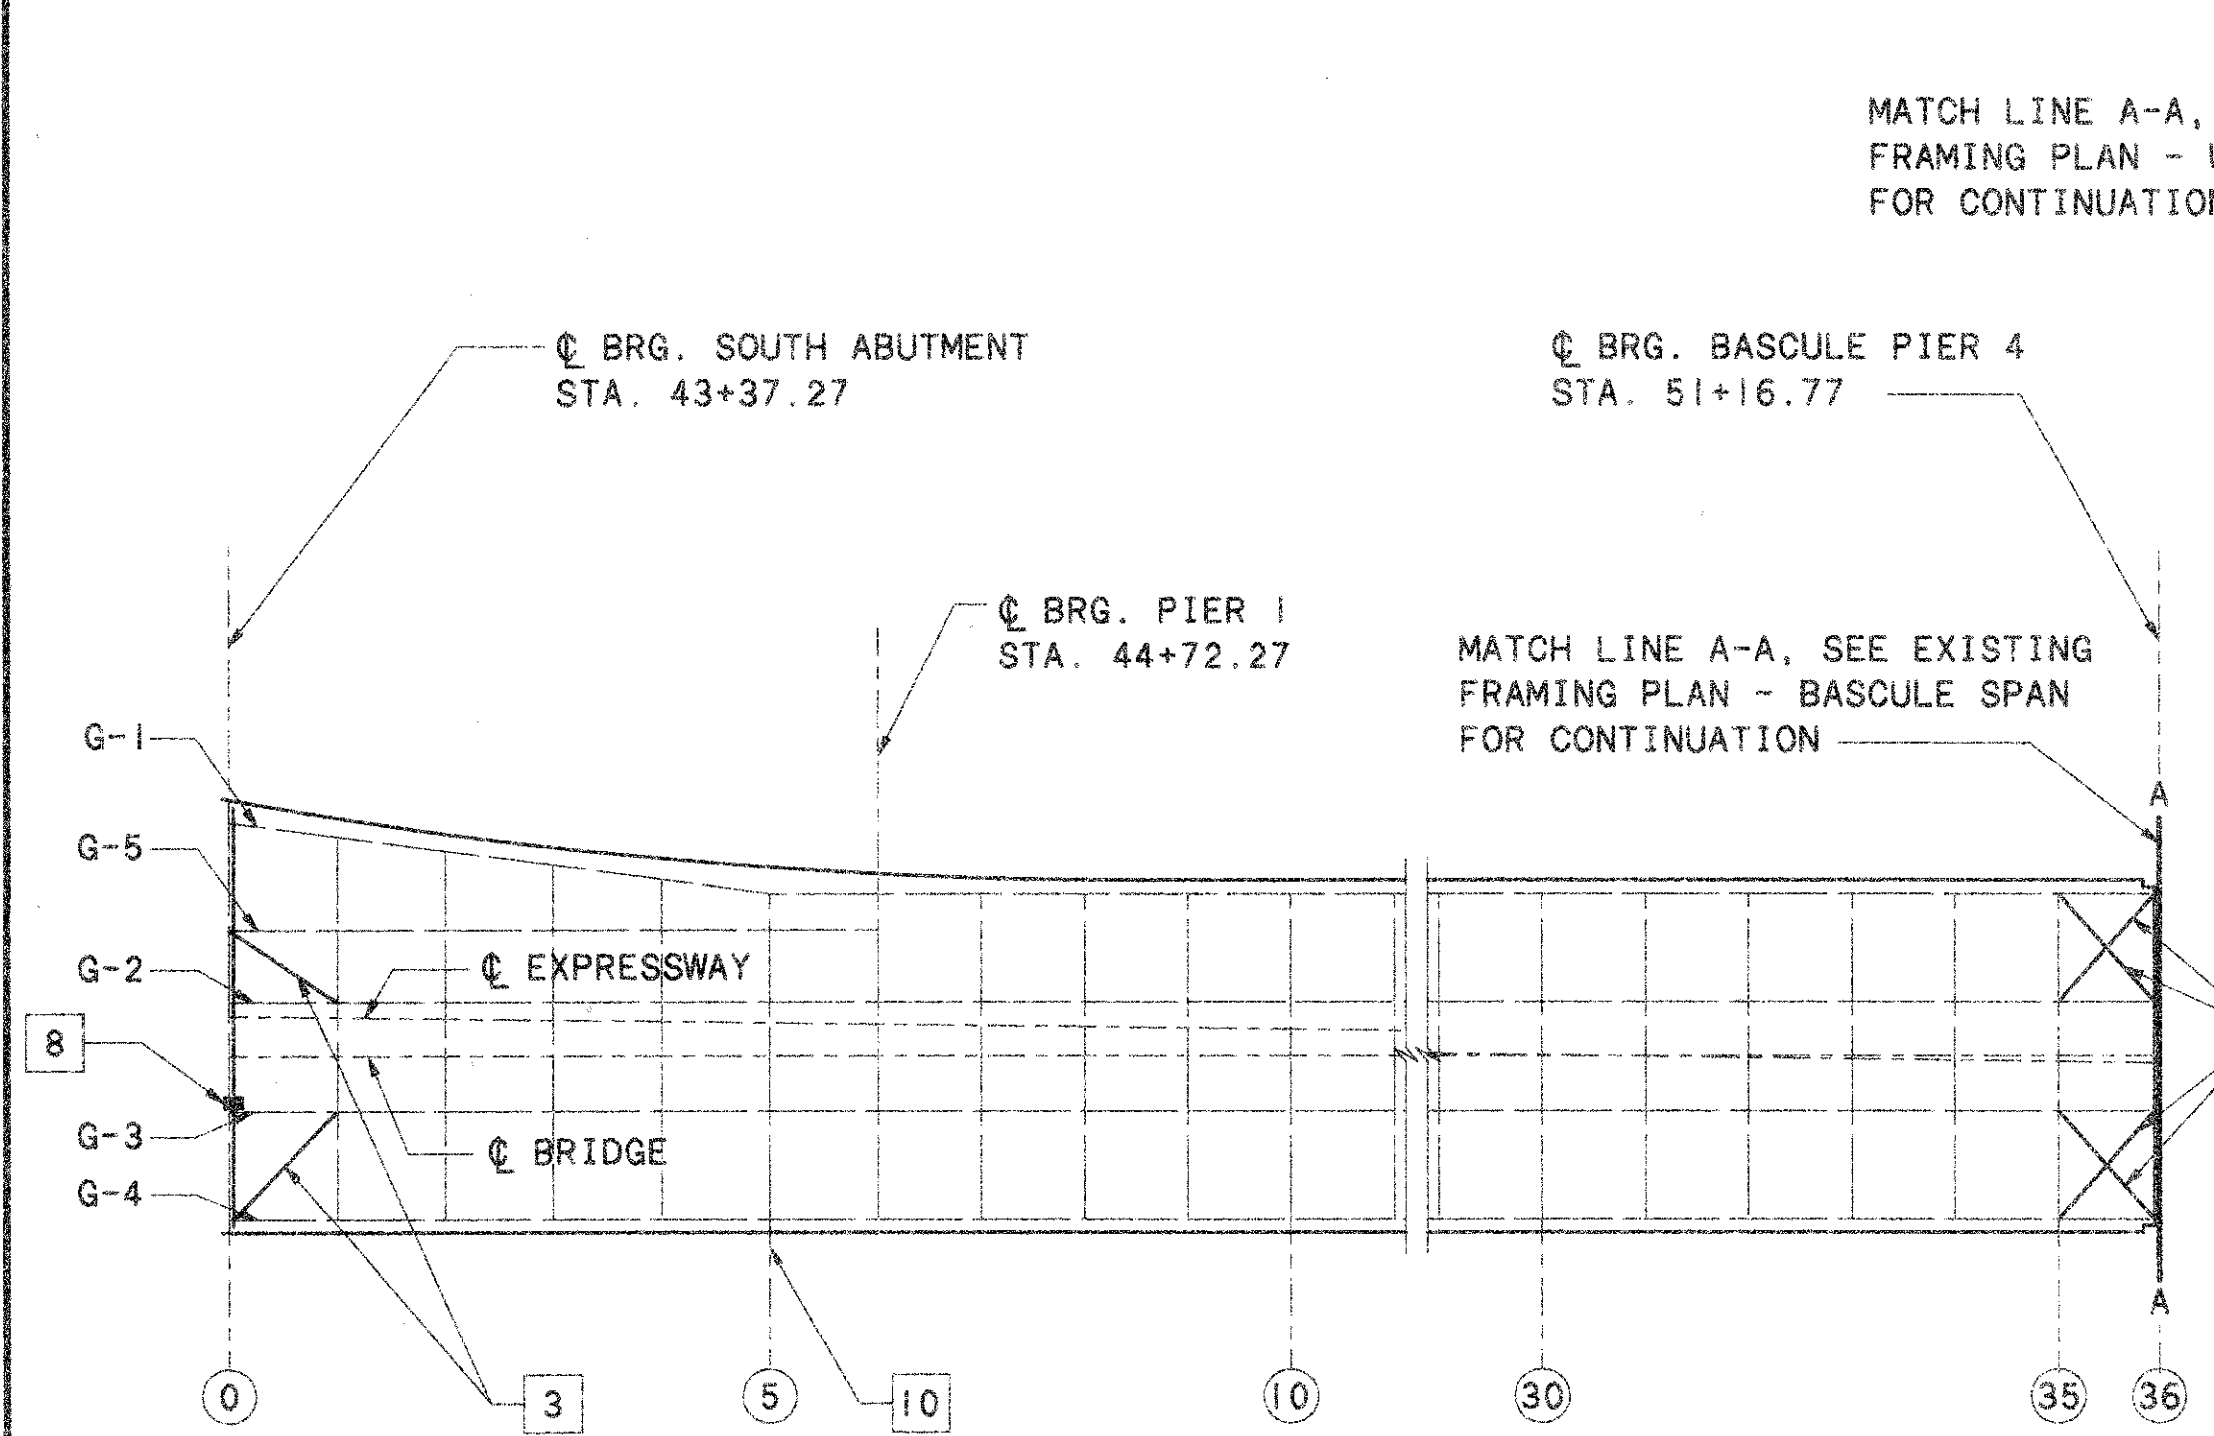 MATCH LINE A-A,
FRAMING PLAN -
FOR CONTINUATION
℄ BRG. SOUTH ABUTMENT
STA. 43+37.27
℄ BRG. BASCULE PIER 4
STA. 51+16.77
℄ BRG. PIER 1
STA. 44+72.27
MATCH LINE A-A, SEE EXISTING
FRAMING PLAN - BASCULE SPAN
FOR CONTINUATION
G-1
A
G-5
℄ EXPRESSWAY
G-2
8
G-3
℄ BRIDGE
G-4
A
0
3
5
10
10
30
35
36